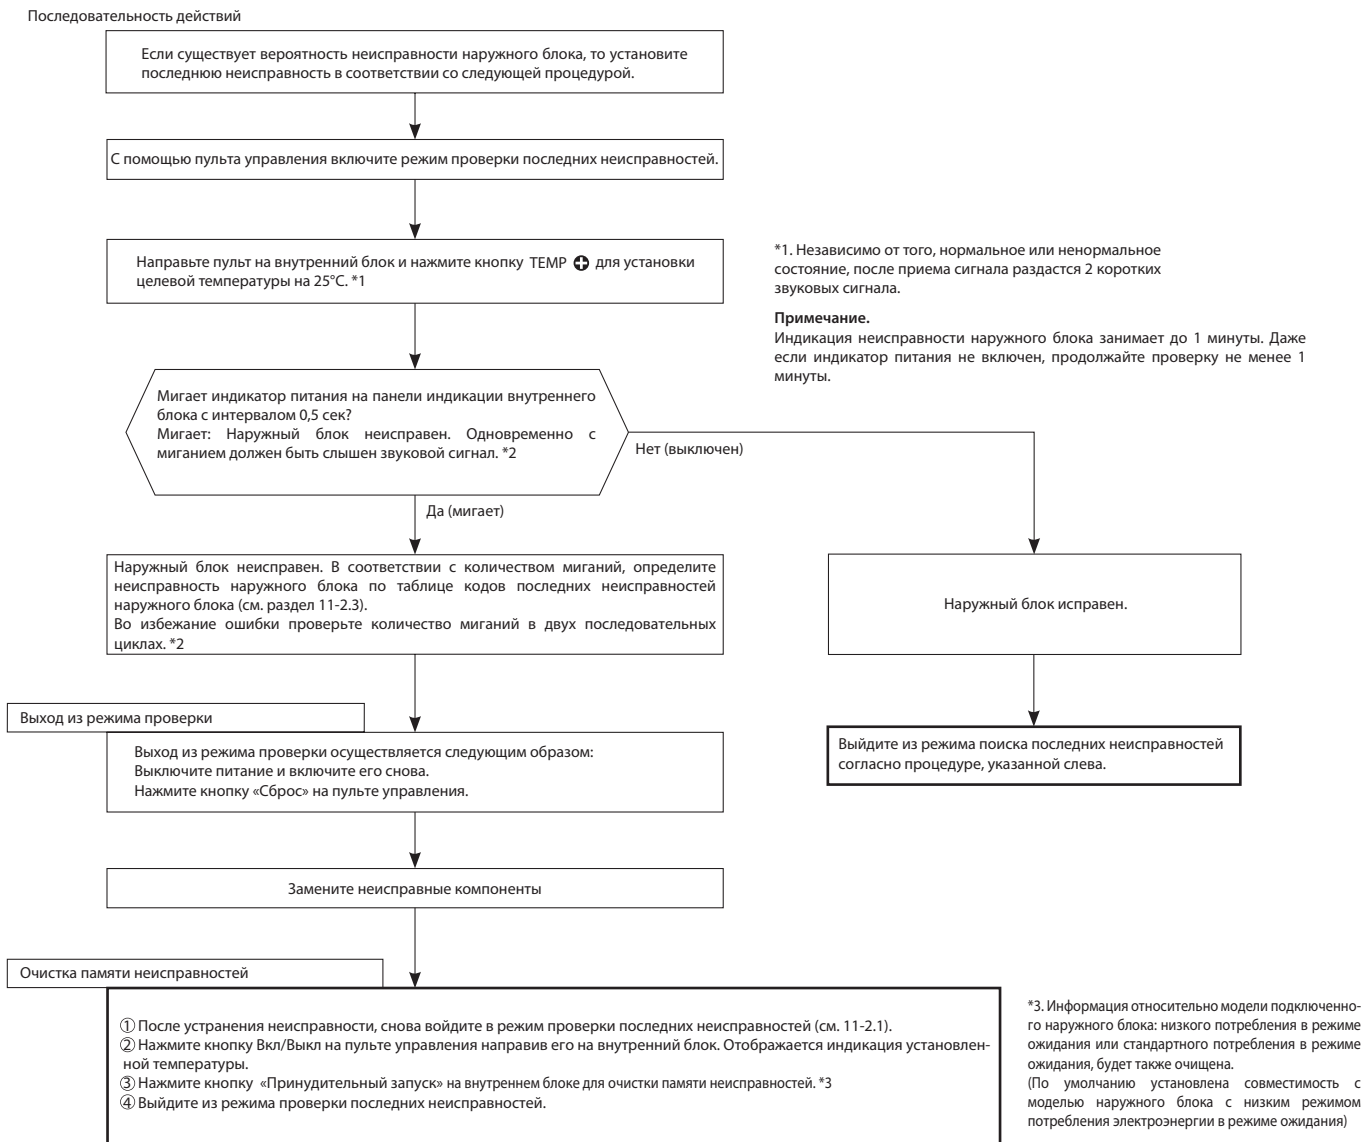 Последовательность действий
Если существует вероятность неисправности наружного блока, то установите
последнюю неисправность в соответствии со следующей процедурой.
С помощью пульта управления включите режим проверки последних неисправностей.
Направьте пульт на внутренний блок и нажмите кнопку TEMP ➕ для установки
целевой температуры на 25°C. *1
*1. Независимо от того, нормальное или ненормальное
состояние, после приема сигнала раздастся 2 коротких
звуковых сигнала.
Примечание.
Индикация неисправности наружного блока занимает до 1 минуты. Даже
если индикатор питания не включен, продолжайте проверку не менее 1
минуты.
Мигает индикатор питания на панели индикации внутреннего
блока с интервалом 0,5 сек?
Мигает: Наружный блок неисправен. Одновременно с
миганием должен быть слышен звуковой сигнал. *2
Нет (выключен)
Да (мигает)
Наружный блок неисправен. В соответствии с количеством миганий, определите
неисправность наружного блока по таблице кодов последних неисправностей
наружного блока (см. раздел 11-2.3).
Во избежание ошибки проверьте количество миганий в двух последовательных
циклах. *2
Наружный блок исправен.
Выход из режима проверки
Выход из режима проверки осуществляется следующим образом:
Выключите питание и включите его снова.
Нажмите кнопку «Сброс» на пульте управления.
Выйдите из режима поиска последних неисправностей
согласно процедуре, указанной слева.
Замените неисправные компоненты
Очистка памяти неисправностей
① После устранения неисправности, снова войдите в режим проверки последних неисправностей (см. 11-2.1).
② Нажмите кнопку Вкл/Выкл на пульте управления направив его на внутренний блок. Отображается индикация установлен-
ной температуры.
③ Нажмите кнопку «Принудительный запуск» на внутреннем блоке для очистки памяти неисправностей. *3
④ Выйдите из режима проверки последних неисправностей.
*3. Информация относительно модели подключенно-
го наружного блока: низкого потребления в режиме
ожидания или стандартного потребления в режиме
ожидания, будет также очищена.
(По умолчанию установлена совместимость с
моделью наружного блока с низким режимом
потребления электроэнергии в режиме ожидания)